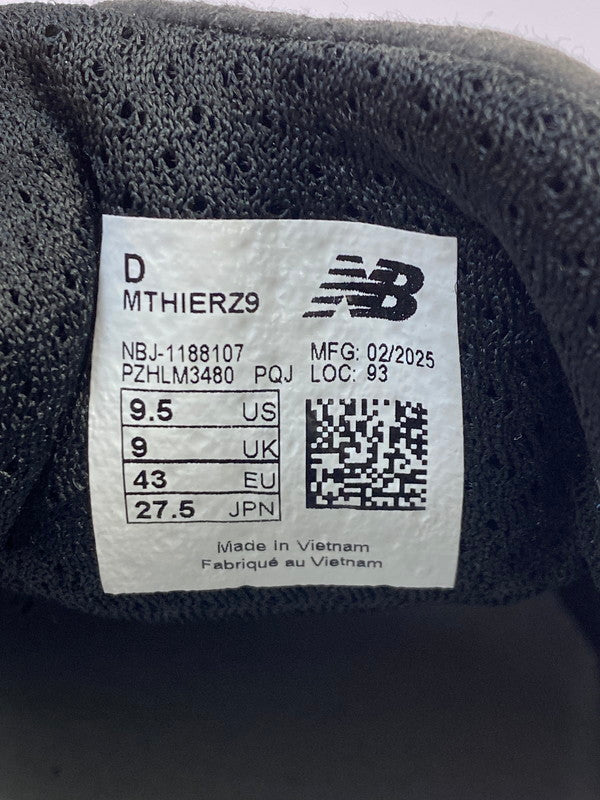 D
MTHIERZ9
NB
NBJ-1188107 MFG: 02/2025
PZHLM3480 PQJ LOC: 93
9.5 US
9 UK
43 EU
27.5 JPN
Made in Vietnam
Fabriqué au Vietnam